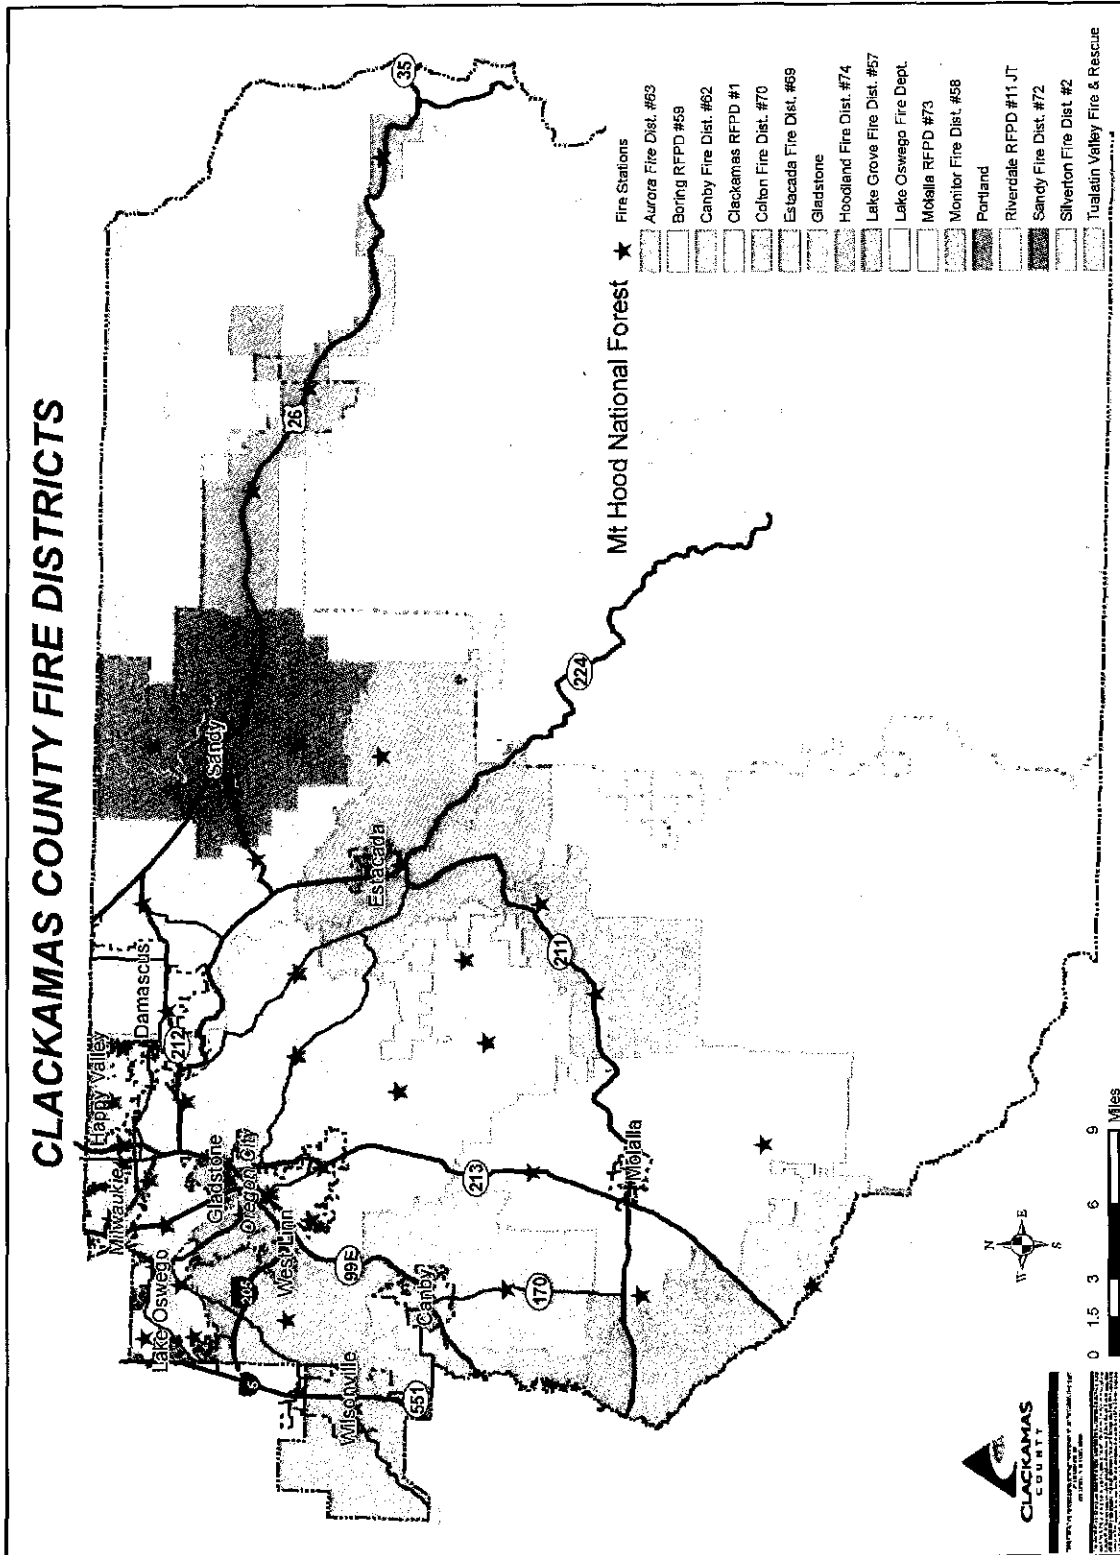 CLACKAMAS COUNTY FIRE DISTRICTS
35
26
Sandy
Happy Valley
Damascus
212
Milwaukie
Gladstone
Oregon City
Lake Oswego
West Linn
205
5
Wilsonville
551
99E
Canby
170
213
Molalla
211
Estacada
224
Mt Hood National Forest
Fire Stations
Aurora Fire Dist. #63
Boring RFPD #59
Canby Fire Dist. #62
Clackamas RFPD #1
Colton Fire Dist. #70
Estacada Fire Dist. #69
Gladstone
Hoodland Fire Dist. #74
Lake Grove Fire Dist. #57
Lake Oswego Fire Dept.
Molalla RFPD #73
Monitor Fire Dist. #58
Portland
Riverdale RFPD #11 JT
Sandy Fire Dist. #72
Silverton Fire Dist #2
Tualatin Valley Fire & Rescue
N
W E
S
0 1.5 3 6 9
Miles
CLACKAMAS
COUNTY